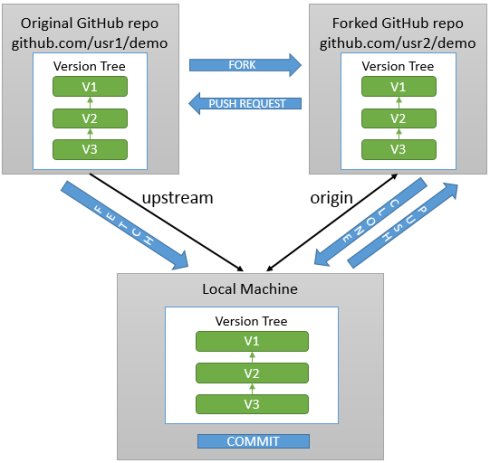 Original GitHub repo
github.com/usr1/demo
Version Tree
V1
V2
V3
FORK
PUSH REQUEST
Forked GitHub repo
github.com/usr2/demo
Version Tree
V1
V2
V3
upstream
origin
FETCH
CLONE
PUSH
Local Machine
Version Tree
V1
V2
V3
COMMIT